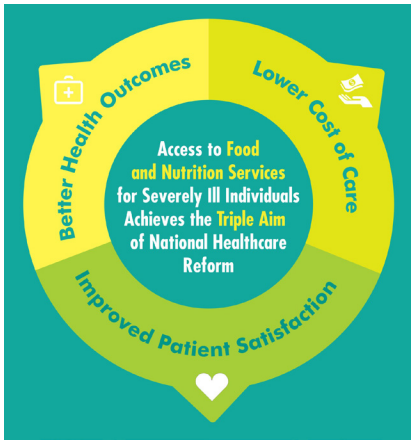 Better Health Outcomes
Lower Cost of Care
Access to Food
and Nutrition Services
for Severely Ill Individuals
Achieves the Triple Aim
of National Healthcare
Reform
Improved Patient Satisfaction